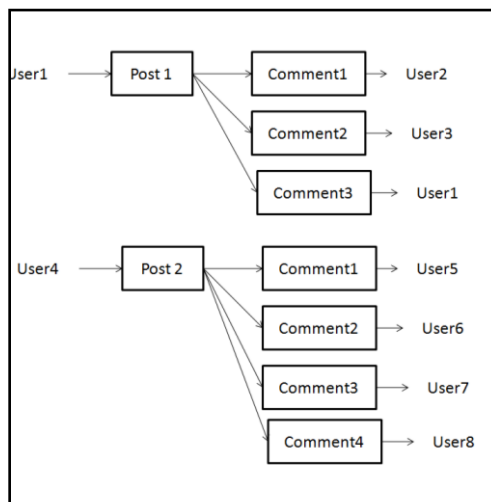 User1 Post 1 Comment1 User2
Comment2 User3
Comment3 User1
User4 Post 2 Comment1 User5
Comment2 User6
Comment3 User7
Comment4 User8